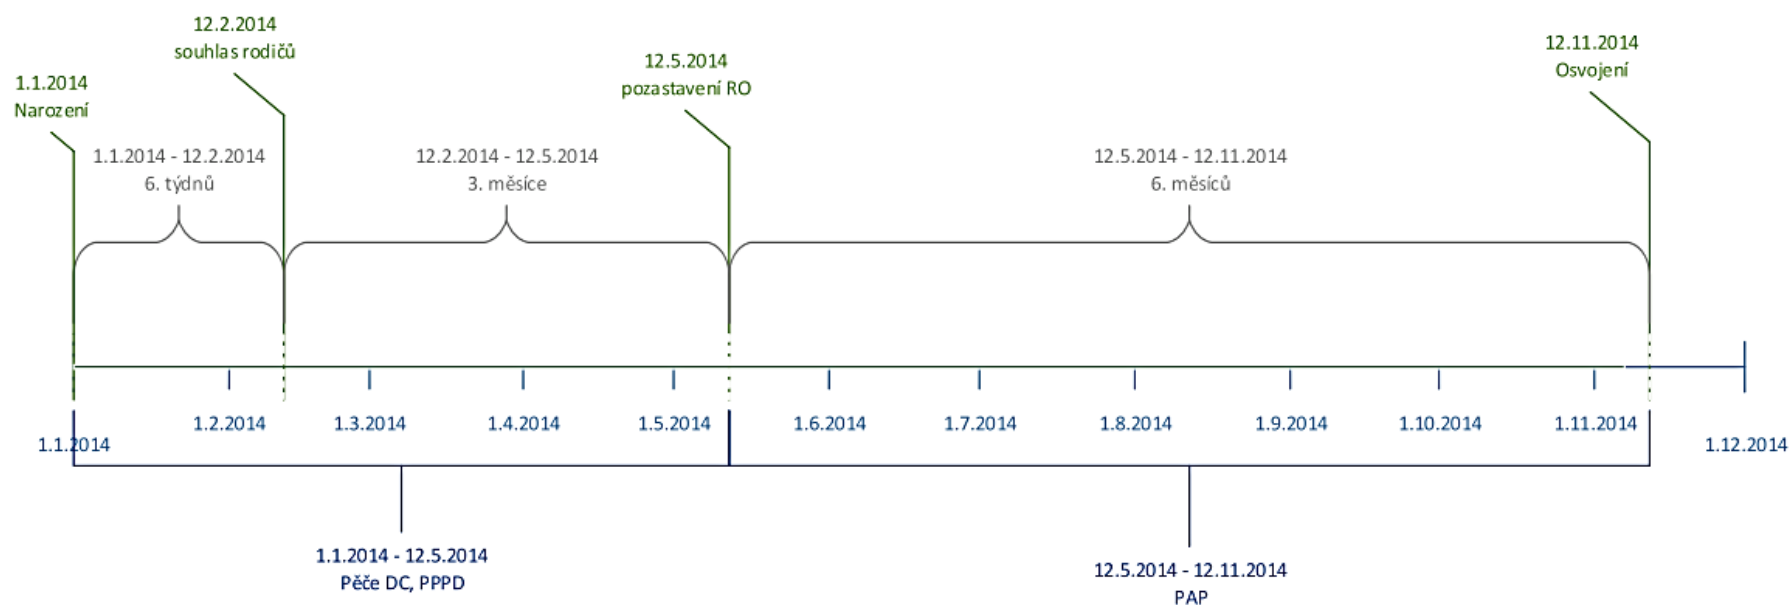 12.2.2014
souhlas rodičů
12.11.2014
Osvojení
12.5.2014
pozastavení RO
1.1.2014
Narození
1.1.2014 - 12.2.2014
6. týdnů
12.2.2014 - 12.5.2014
3. měsíce
12.5.2014 - 12.11.2014
6. měsíců
1.1.2014
1.2.2014
1.3.2014
1.4.2014
1.5.2014
1.6.2014
1.7.2014
1.8.2014
1.9.2014
1.10.2014
1.11.2014
1.12.2014
1.1.2014 - 12.5.2014
Pěče DC, PPPD
12.5.2014 - 12.11.2014
PAP